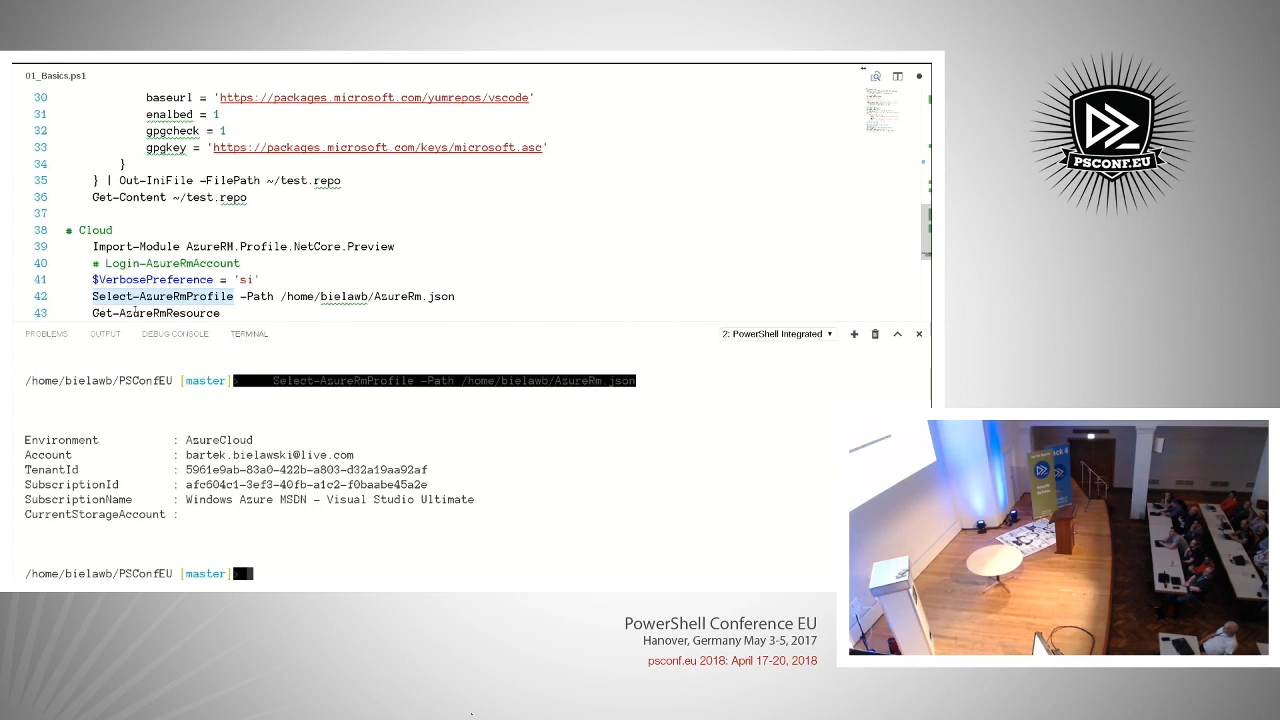 01_Basics.ps1
30 baseurl = 'https://packages.microsoft.com/yumrepos/vscode'
31 enalbed = 1
32 gpgcheck = 1
33 gpgkey = 'https://packages.microsoft.com/keys/microsoft.asc'
34 }
35 } | Out-IniFile -FilePath ~/test.repo
36 Get-Content ~/test.repo
37
38 # Cloud
39 Import-Module AzureRM.Profile.NetCore.Preview
40 # Login-AzureRmAccount
41 $VerbosePreference = 'si'
42 Select-AzureRmProfile -Path /home/bielawb/AzureRm.json
43 Get-AzureRmResource
PROBLEMS OUTPUT DEBUG CONSOLE TERMINAL 2: PowerShell Integrated
/home/bielawb/PSConfEU [master] Select-AzureRmProfile -Path /home/bielawb/AzureRm.json
Environment : AzureCloud
Account : bartek.bielawski@live.com
TenantId : 5961e9ab-83a0-422b-a803-d32a19aa92af
SubscriptionId : afc604c1-3ef3-40fb-a1c2-f0baabe45a2e
SubscriptionName : Windows Azure MSDN - Visual Studio Ultimate
CurrentStorageAccount :
/home/bielawb/PSConfEU [master]
PSCONF.EU
PowerShell Conference EU
Hanover, Germany May 3-5, 2017
psconf.eu 2018: April 17-20, 2018